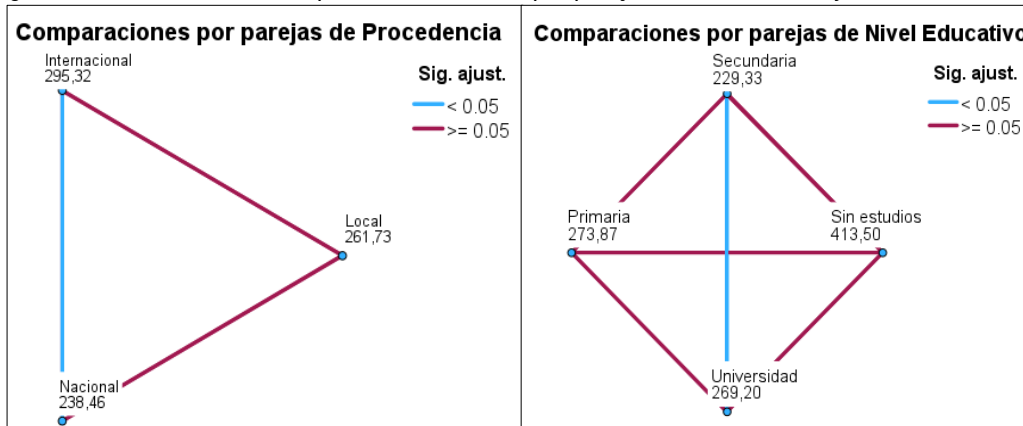 Comparaciones por parejas de Procedencia
Internacional
295,32
Sig. ajust.
< 0.05
>= 0.05
Local
261,73
Nacional
238,46
Comparaciones por parejas de Nivel Educativo
Secundaria
229,33
Sig. ajust.
< 0.05
>= 0.05
Primaria
273,87
Sin estudios
413,50
Universidad
269,20